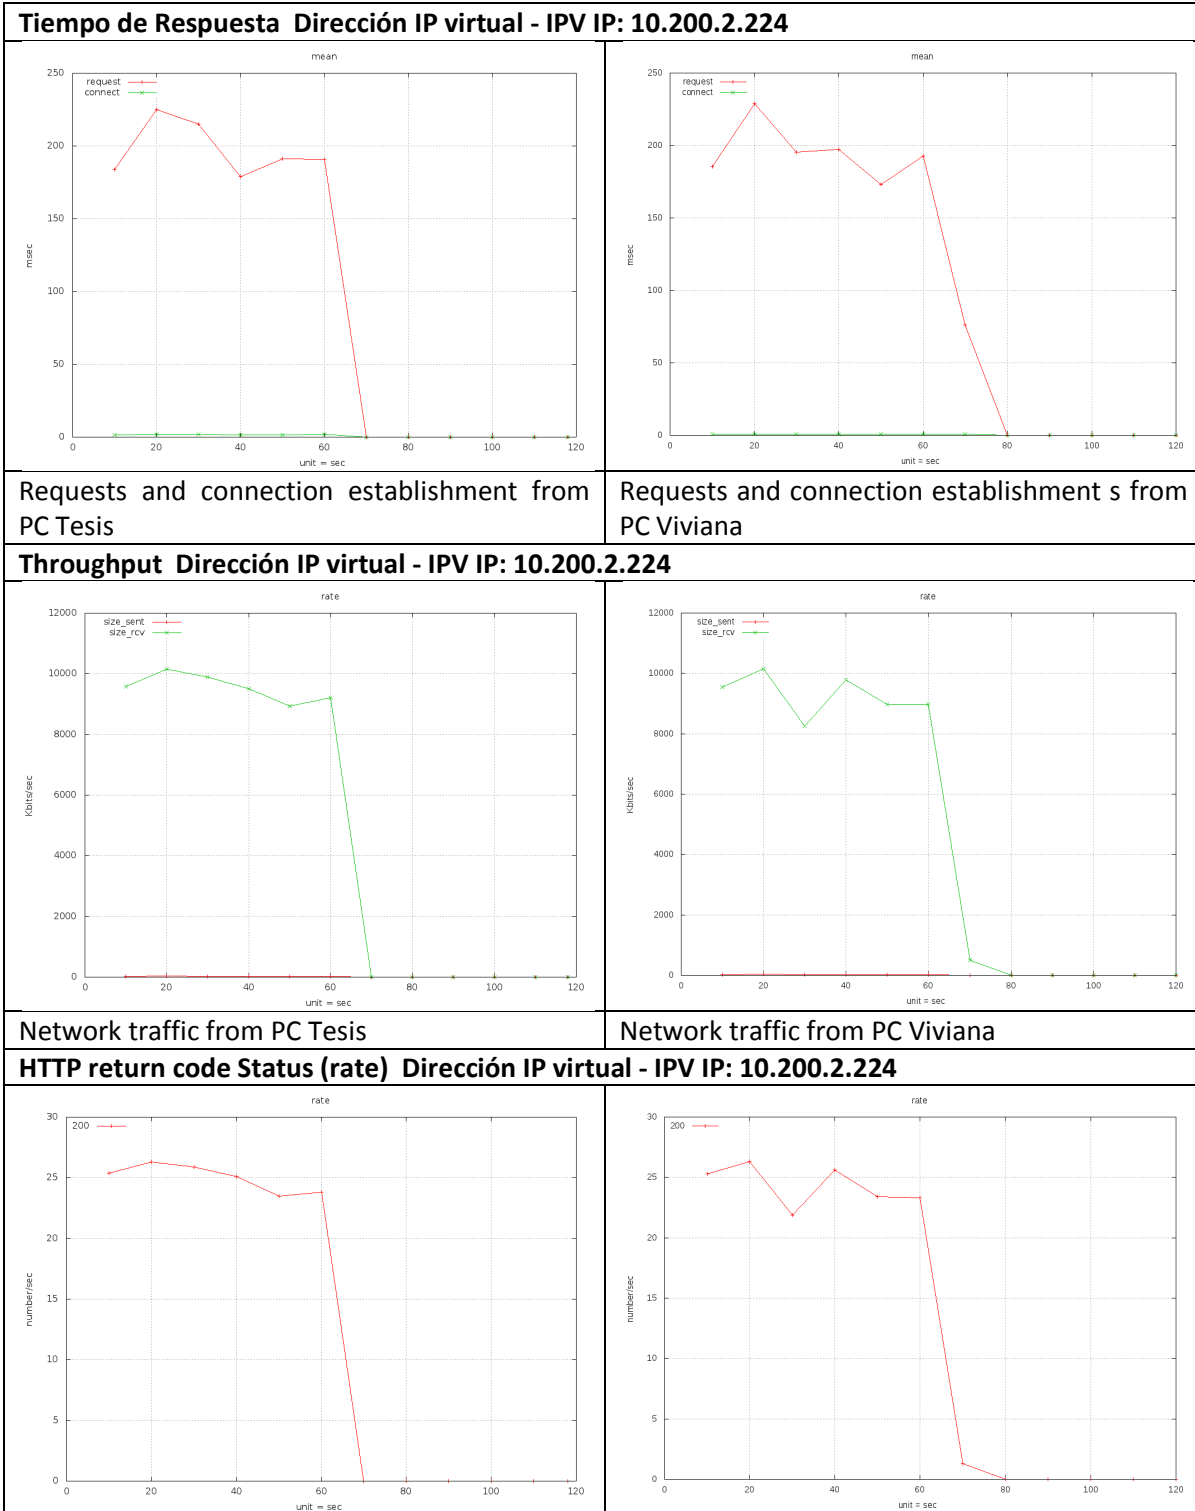 Tiempo de Respuesta Dirección IP virtual - IPV IP: 10.200.2.224
mean
250
200
150
100
50
0
msec
request
connect
0 20 40 60 80 100 120
unit = sec
mean
250
200
150
100
50
0
msec
request
connect
0 20 40 60 80 100 120
unit = sec
Requests and connection establishment from
PC Tesis
Requests and connection establishment s from
PC Viviana
Throughput Dirección IP virtual - IPV IP: 10.200.2.224
rate
12000
10000
8000
6000
4000
2000
0
Kbits/sec
size_sent
size_rcv
0 20 40 60 80 100 120
unit = sec
rate
12000
10000
8000
6000
4000
2000
0
Kbits/sec
size_sent
size_rcv
0 20 40 60 80 100 120
unit = sec
Network traffic from PC Tesis
Network traffic from PC Viviana
HTTP return code Status (rate) Dirección IP virtual - IPV IP: 10.200.2.224
rate
30
25
20
15
10
5
0
number/sec
200
0 20 40 60 80 100 120
unit = sec
rate
30
25
20
15
10
5
0
number/sec
200
0 20 40 60 80 100 120
unit = sec